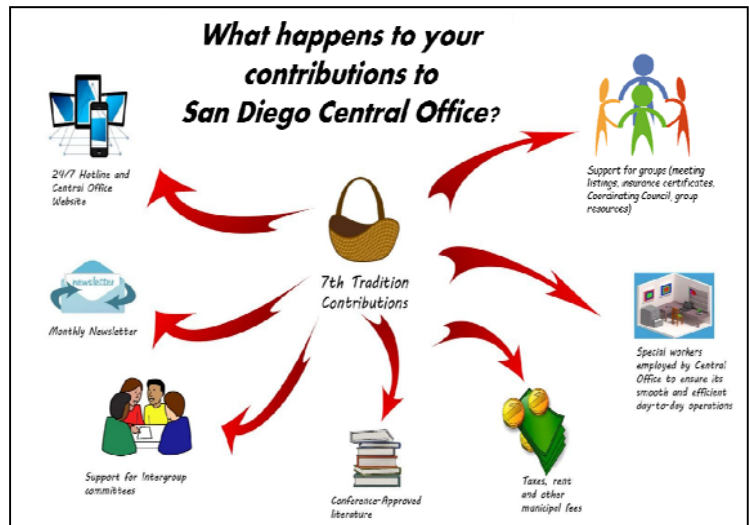 What happens to your
contributions to
San Diego Central Office?
24/7 Hotline and
Central Office
Website
Support for groups (meeting
listings, insurance certificates,
Coordinating Council, group
resources)
7th Tradition
Contributions
newsletter
Monthly Newsletter
Special workers
employed by Central
Office to ensure its
smooth and efficient
day-to-day operations
Support for Intergroup
committees
Conference-Approved
literature
Taxes, rent
and other
municipal fees